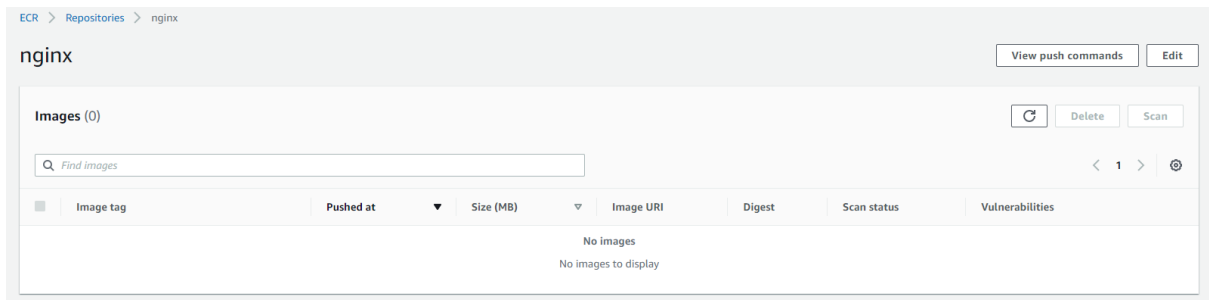 ECR > Repositories > nginx
nginx
View push commands Edit
Images (0)
Delete Scan
Find images
< 1 >
Image tag Pushed at Size (MB) Image URI Digest Scan status Vulnerabilities
No images
No images to display